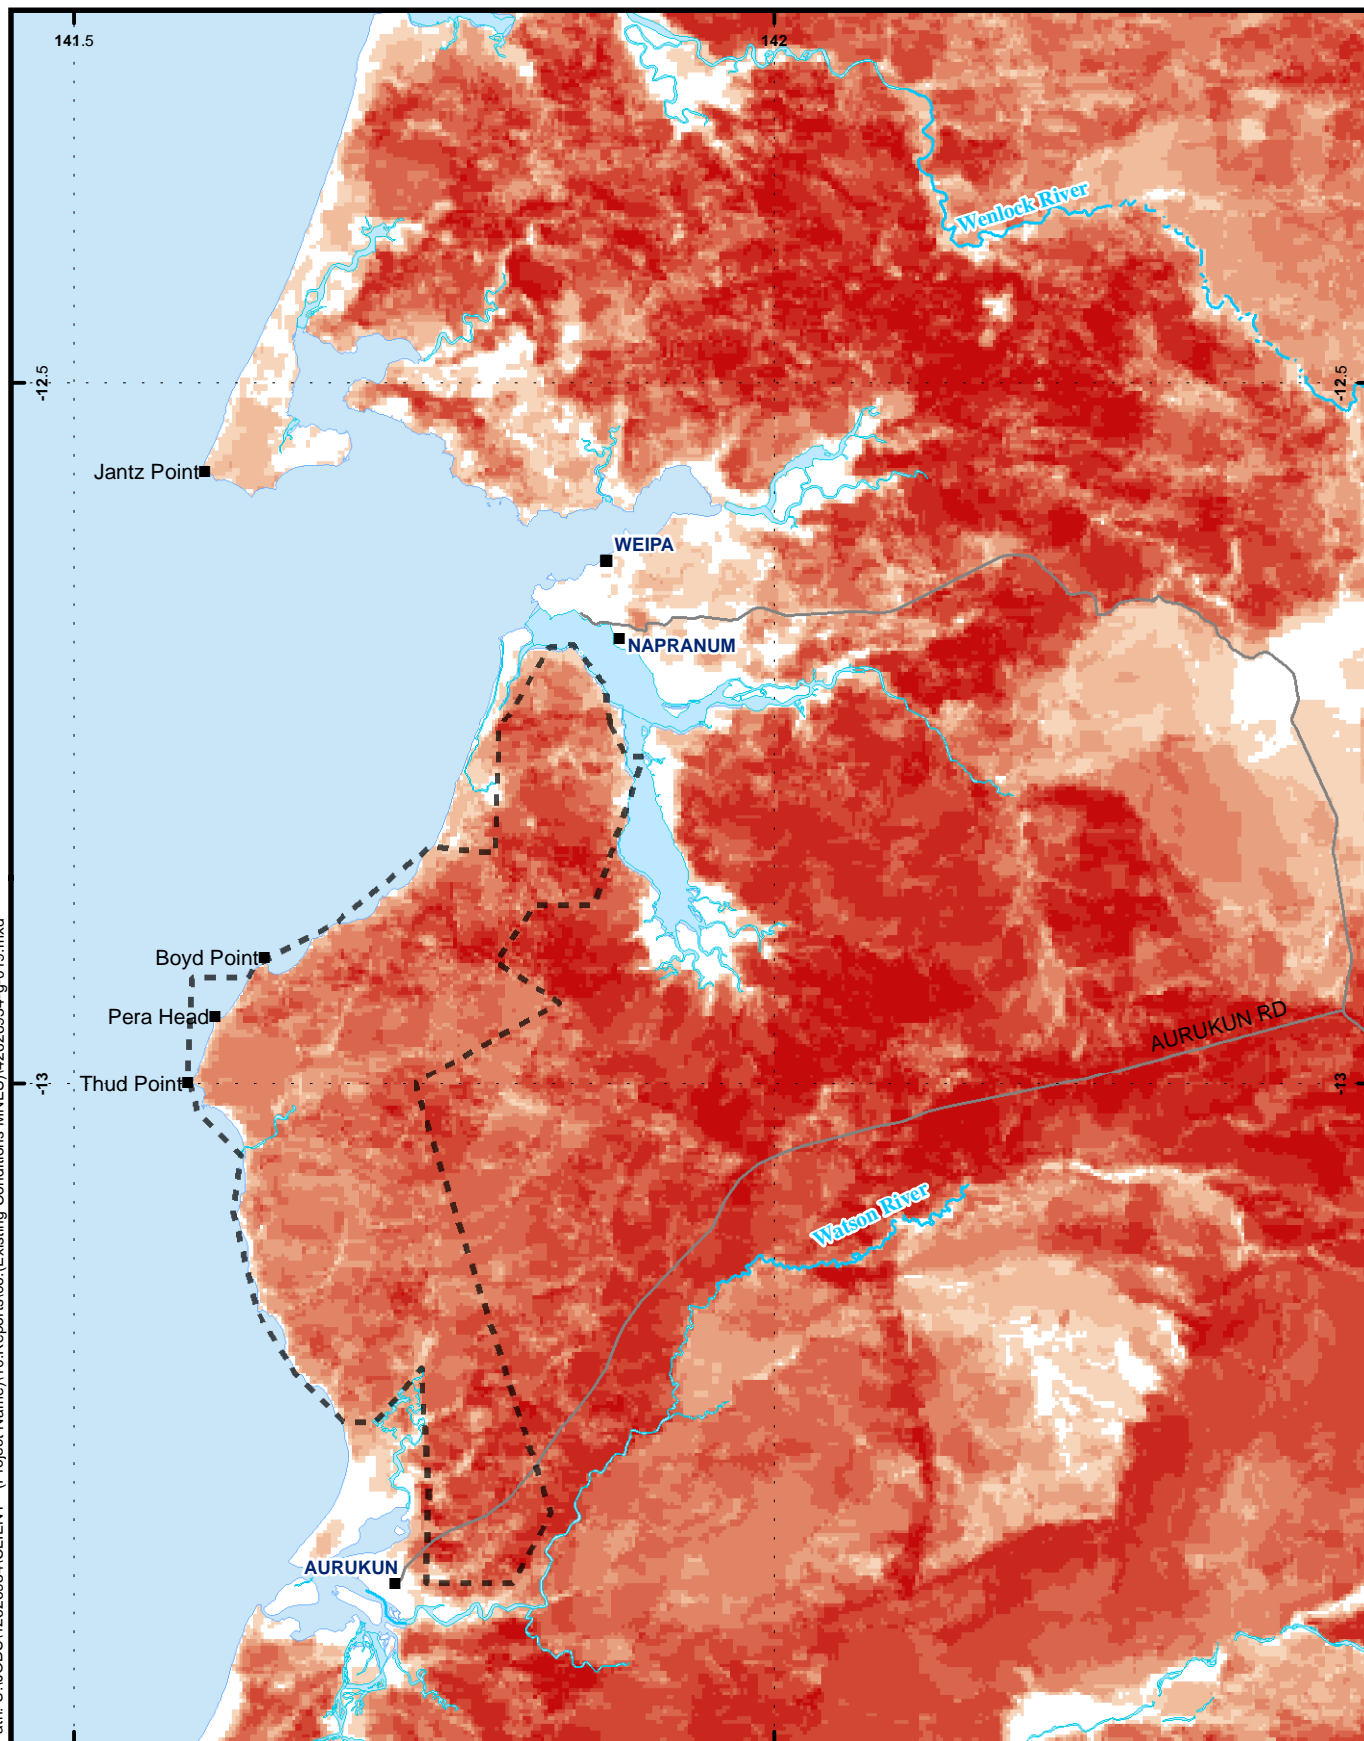 141.5
142
Wenlock River
-12.5
-12.5
Jantz Point
WEIPA
NAPRANUM
Boyd Point
Pera Head
AURUKUN RD
Thud Point
-13
-13
Watson River
AURUKUN